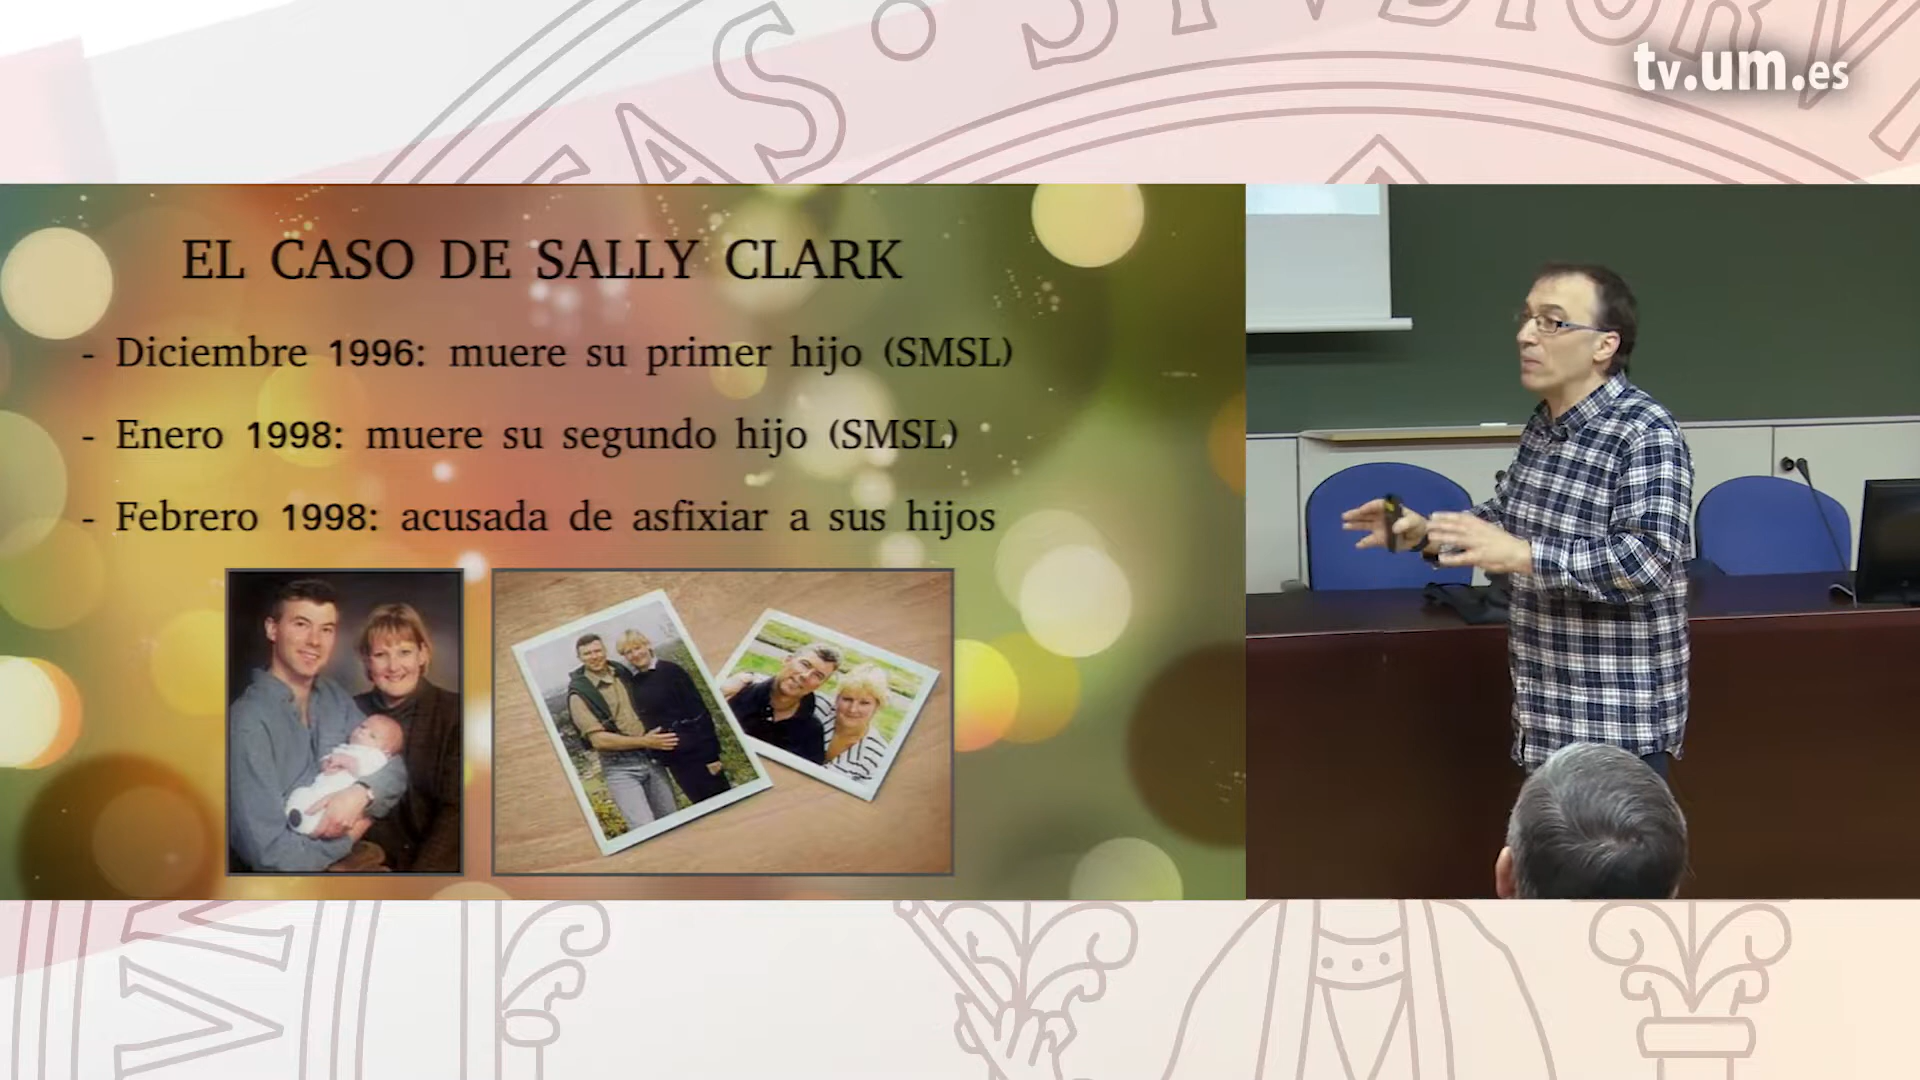 tv.um.es
EL CASO DE SALLY CLARK
- Diciembre 1996: muere su primer hijo (SMSL)
- Enero 1998: muere su segundo hijo (SMSL)
- Febrero 1998: acusada de asfixiar a sus hijos